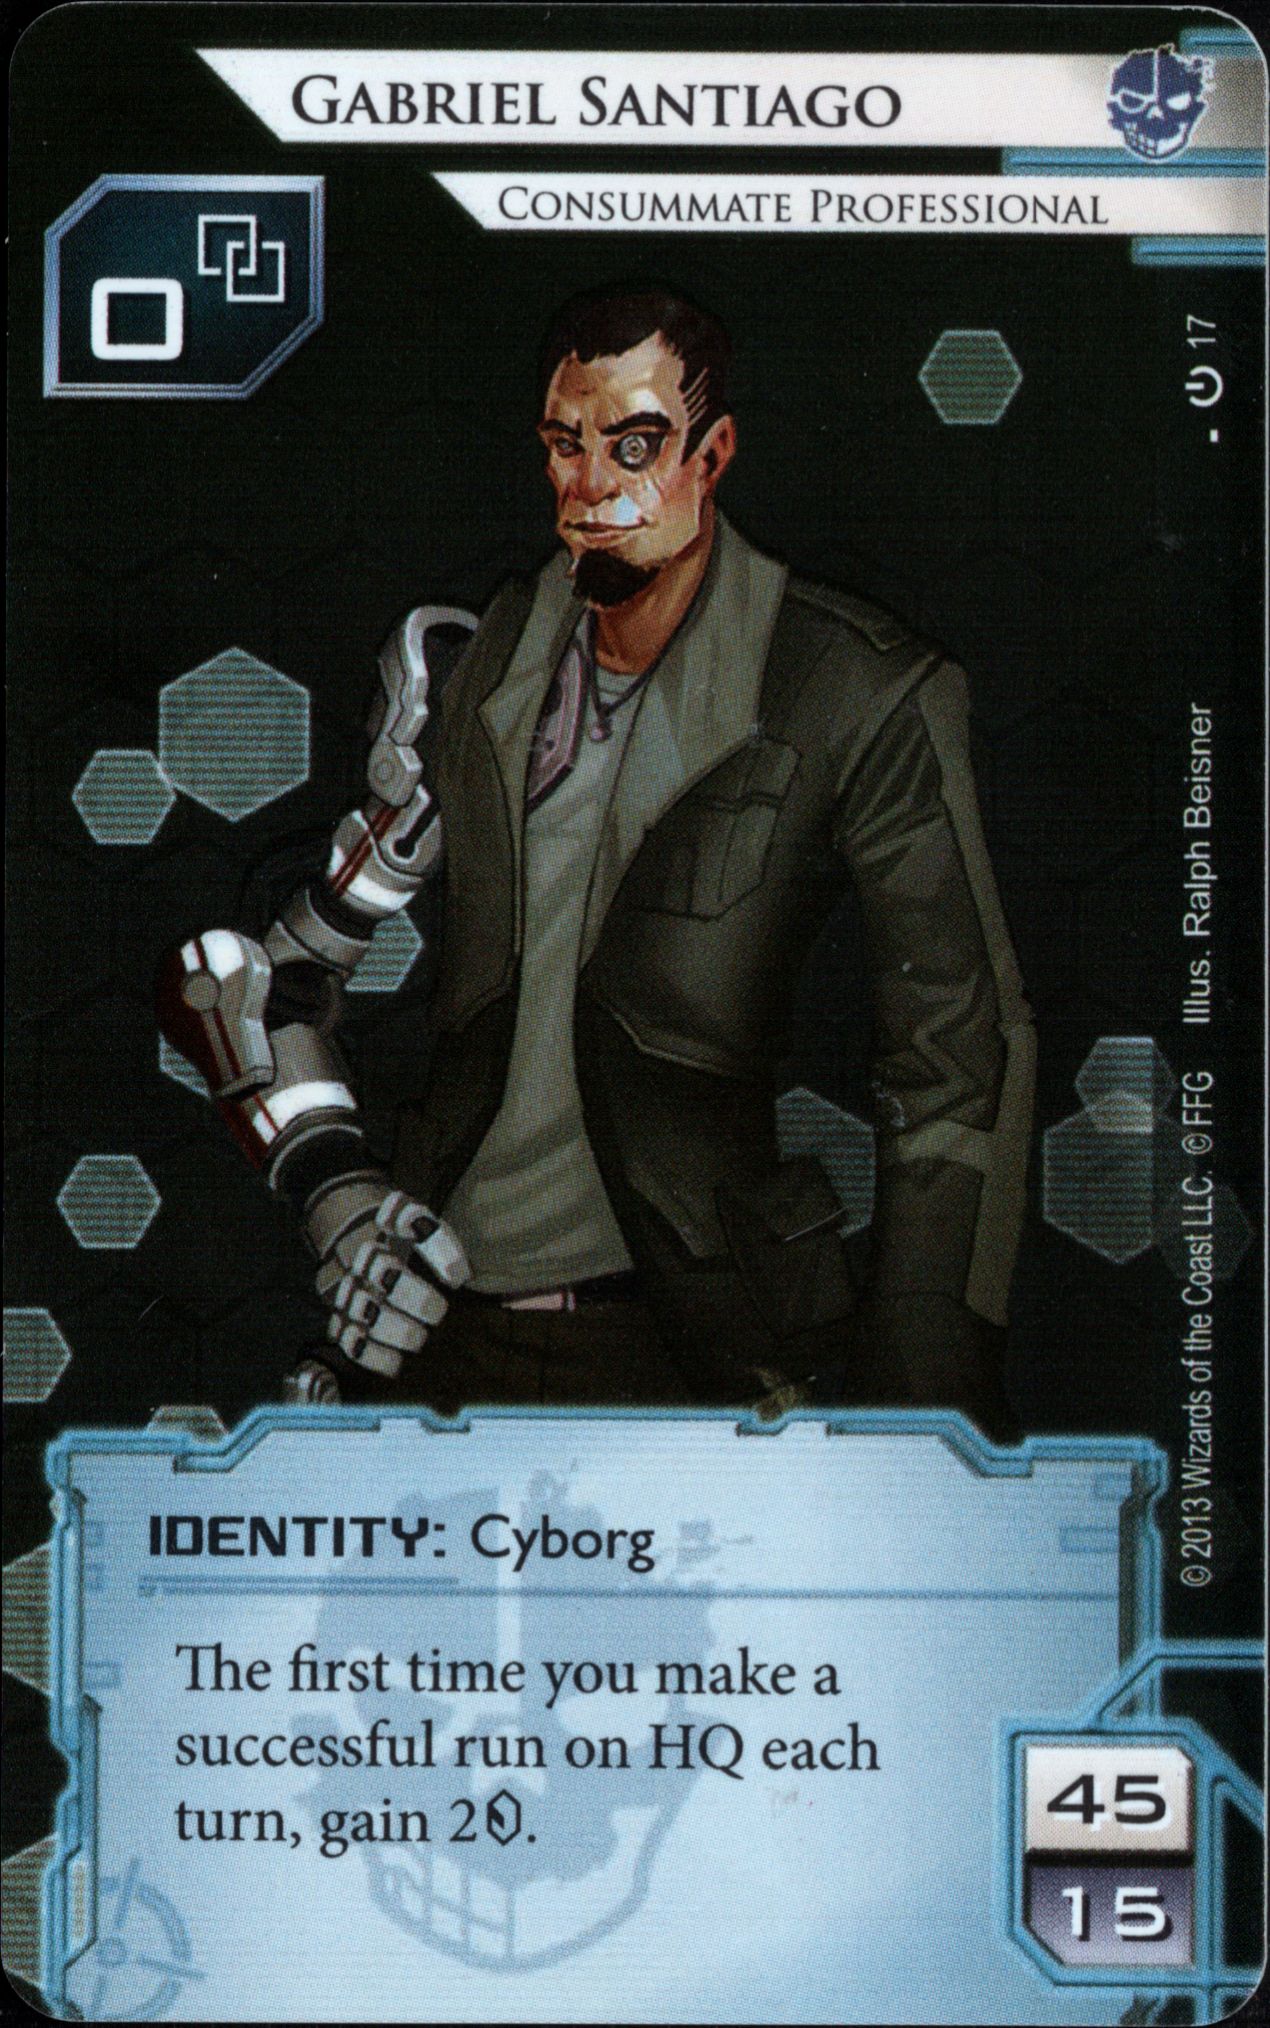 GABRIEL SANTIAGO
CONSUMMATE PROFESSIONAL
0
17
© 2013 Wizards of the Coast LLC. © FFG Illus. Ralph Beisner
IDENTITY: Cyborg
The first time you make a
successful run on HQ each
turn, gain 2.
45
15